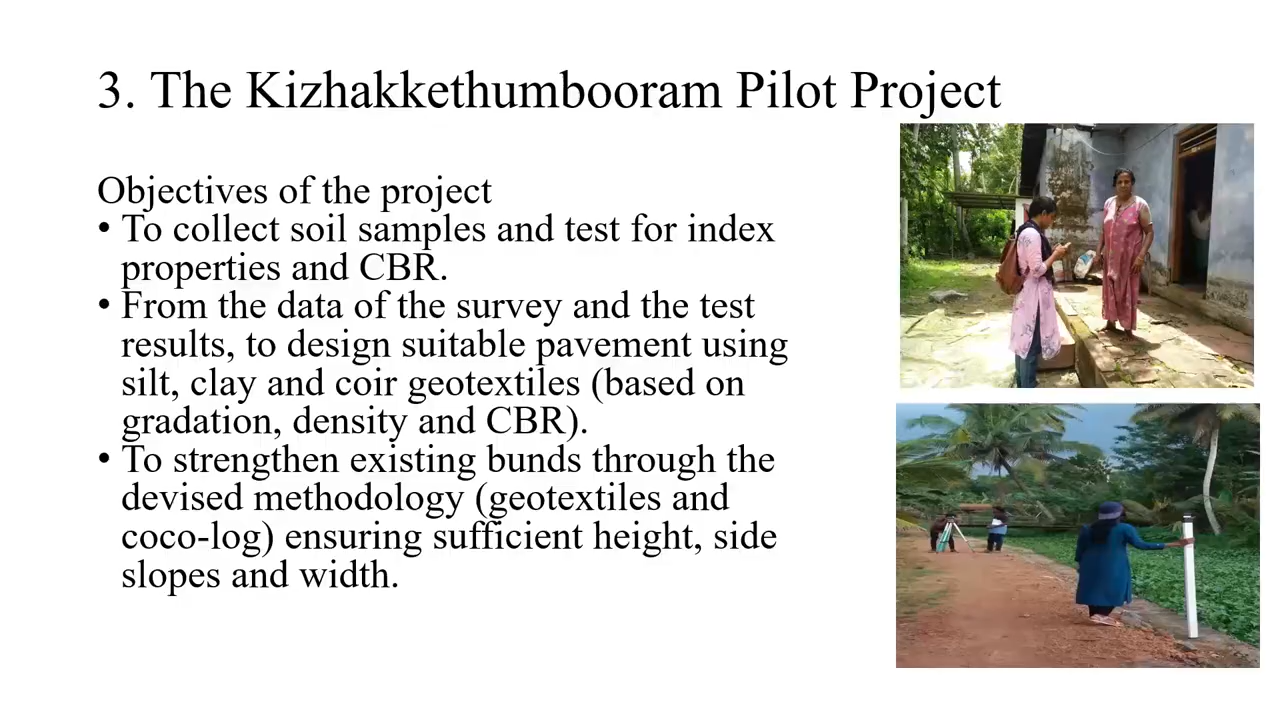 3. The Kizhakkethumbooram Pilot Project
Objectives of the project
• To collect soil samples and test for index
properties and CBR.
• From the data of the survey and the test
results, to design suitable pavement using
silt, clay and coir geotextiles (based on
gradation, density and CBR).
• To strengthen existing bunds through the
devised methodology (geotextiles and
coco-log) ensuring sufficient height, side
slopes and width.